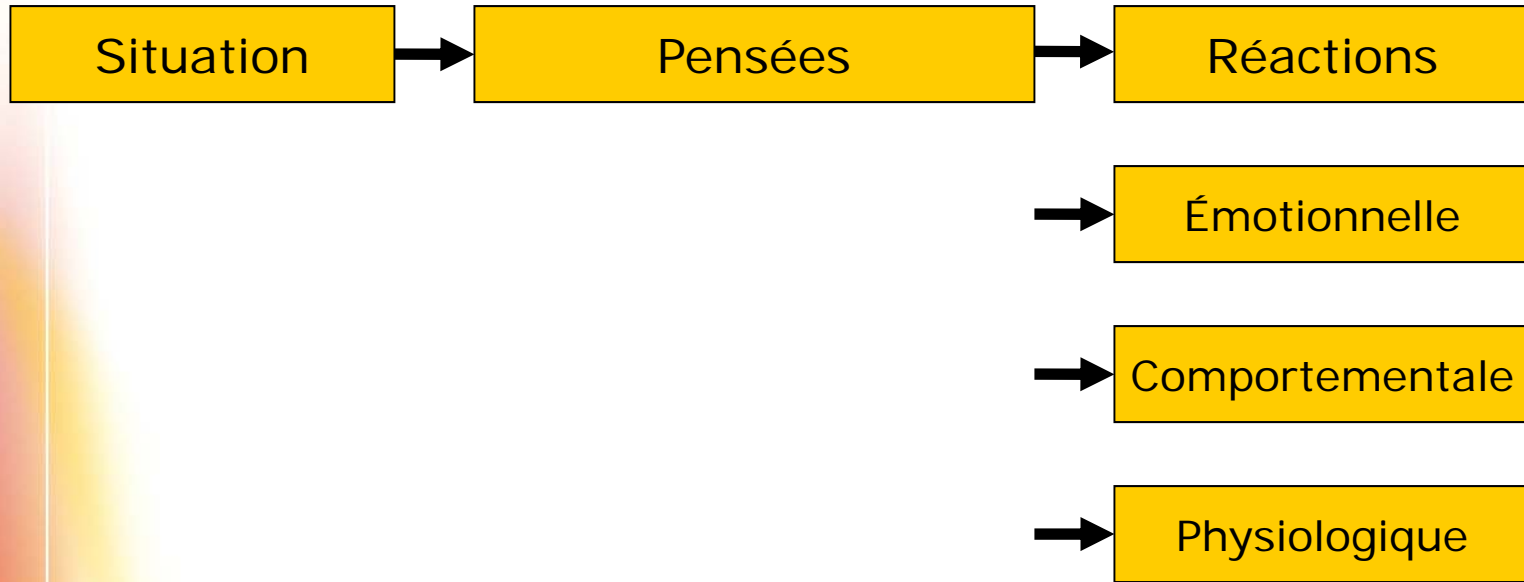 Situation
Pensées
Réactions
Émotionnelle
Comportementale
Physiologique